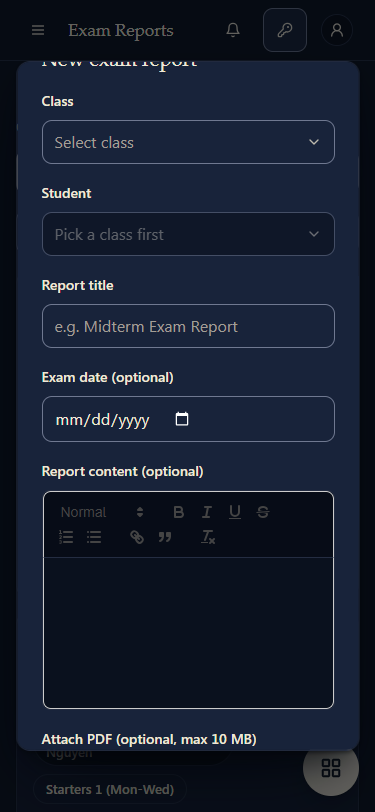 Exam Reports
New exam report
Class
Select class
Student
Pick a class first
Report title
e.g. Midterm Exam Report
Exam date (optional)
mm/dd/yyyy
Report content (optional)
Normal
Attach PDF (optional, max 10 MB)
Nguyen
Starters 1 (Mon-Wed)